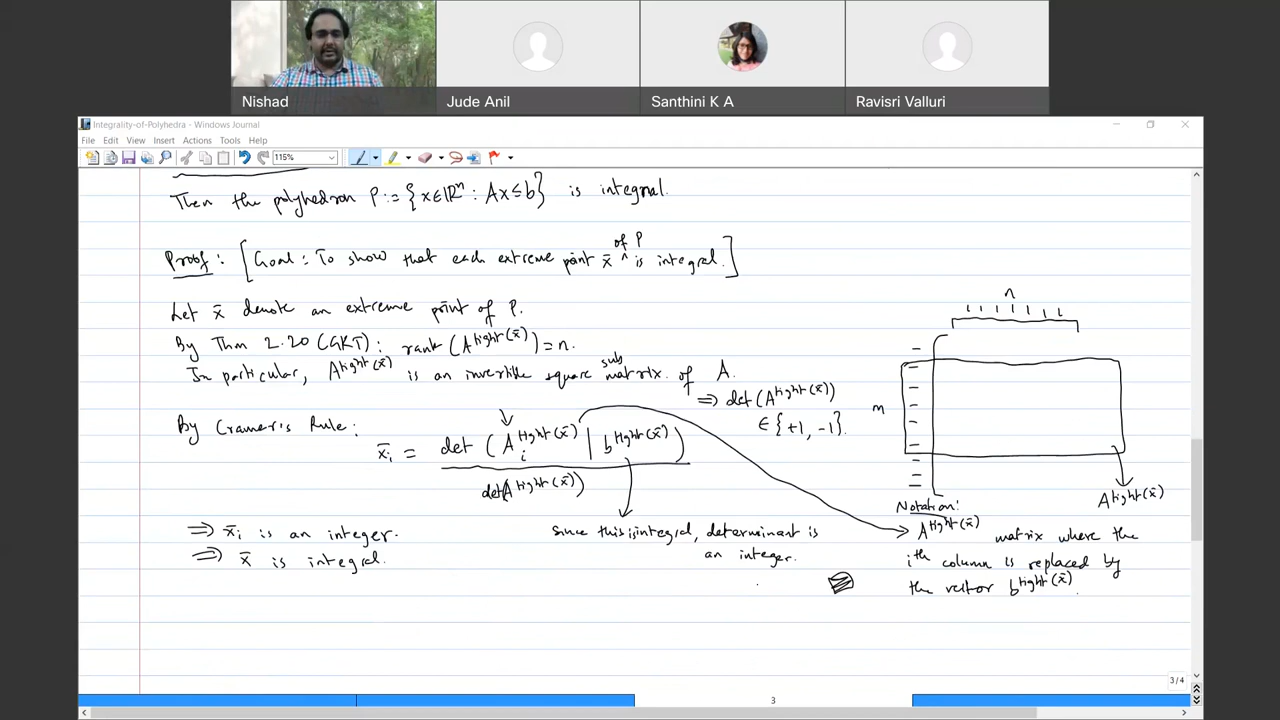 Nishad
Jude Anil
Santhini K A
Ravisri Valluri
Integrality-of-Polyhedra - Windows Journal
File Edit View Insert Actions Tools Help
115%
Then the polyhedron P := {x ∈ ℝⁿ : Ax ≤ b} is integral.
Proof: [Goal: To show that each extreme point x̄ ^ of P is integral.]
Let x̄ denote an extreme point of P.
By Thm 2.20 (GKT): rank (A^tight(x̄)) = n.
In particular, A^tight(x̄) is an invertible square submatrix of A.
⇒ det(A^tight(x̄))
∈ {+1, -1}.
By Cramer's Rule:
x̄_i = det (A_i^tight(x̄) | b^tight(x̄))
det(A^tight(x̄))
⇒ x̄_i is an integer.
⇒ x̄ is integral.
since this is integral, determinant is
an integer.
n
m
A^tight(x̄)
Notation:
A^tight(x̄) matrix where the
ith column is replaced by
the vector b^tight(x̄).
3/4
3